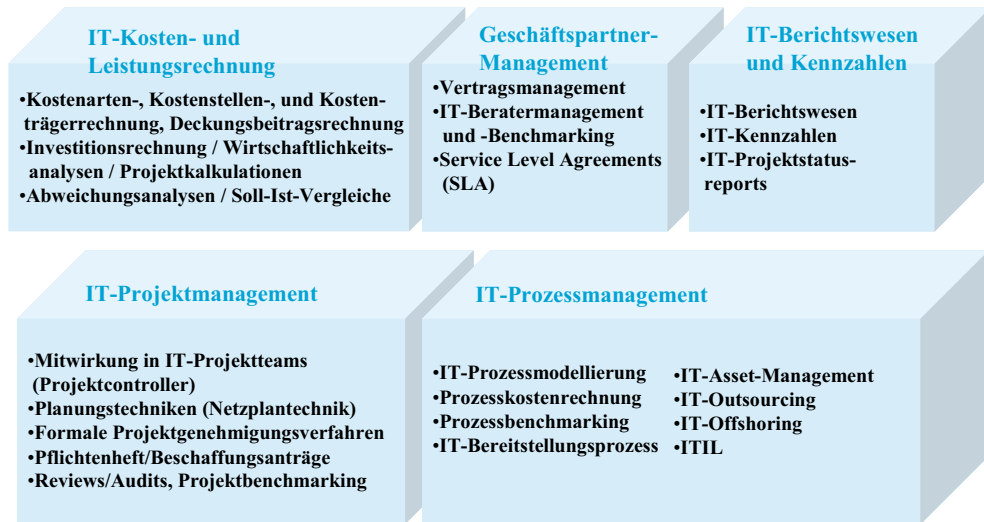 IT-Kosten- und
Leistungsrechnung
•Kostenarten-, Kostenstellen-, und Kosten-
trägerrechnung, Deckungsbeitragsrechnung
•Investitionsrechnung / Wirtschaftlichkeits-
analysen / Projektkalkulationen
•Abweichungsanalysen / Soll-Ist-Vergleiche
Geschäftspartner-
Management
•Vertragsmanagement
•IT-Beratermanagement
und -Benchmarking
•Service Level Agreements
(SLA)
IT-Berichtswesen
und Kennzahlen
•IT-Berichtswesen
•IT-Kennzahlen
•IT-Projektstatus-
reports
IT-Projektmanagement
•Mitwirkung in IT-Projektteams
(Projektcontroller)
•Planungstechniken (Netzplantechnik)
•Formale Projektgenehmigungsverfahren
•Pflichtenheft/Beschaffungsanträge
•Reviews/Audits, Projektbenchmarking
IT-Prozessmanagement
•IT-Prozessmodellierung
•Prozesskostenrechnung
•Prozessbenchmarking
•IT-Bereitstellungsprozess
•IT-Asset-Management
•IT-Outsourcing
•IT-Offshoring
•ITIL